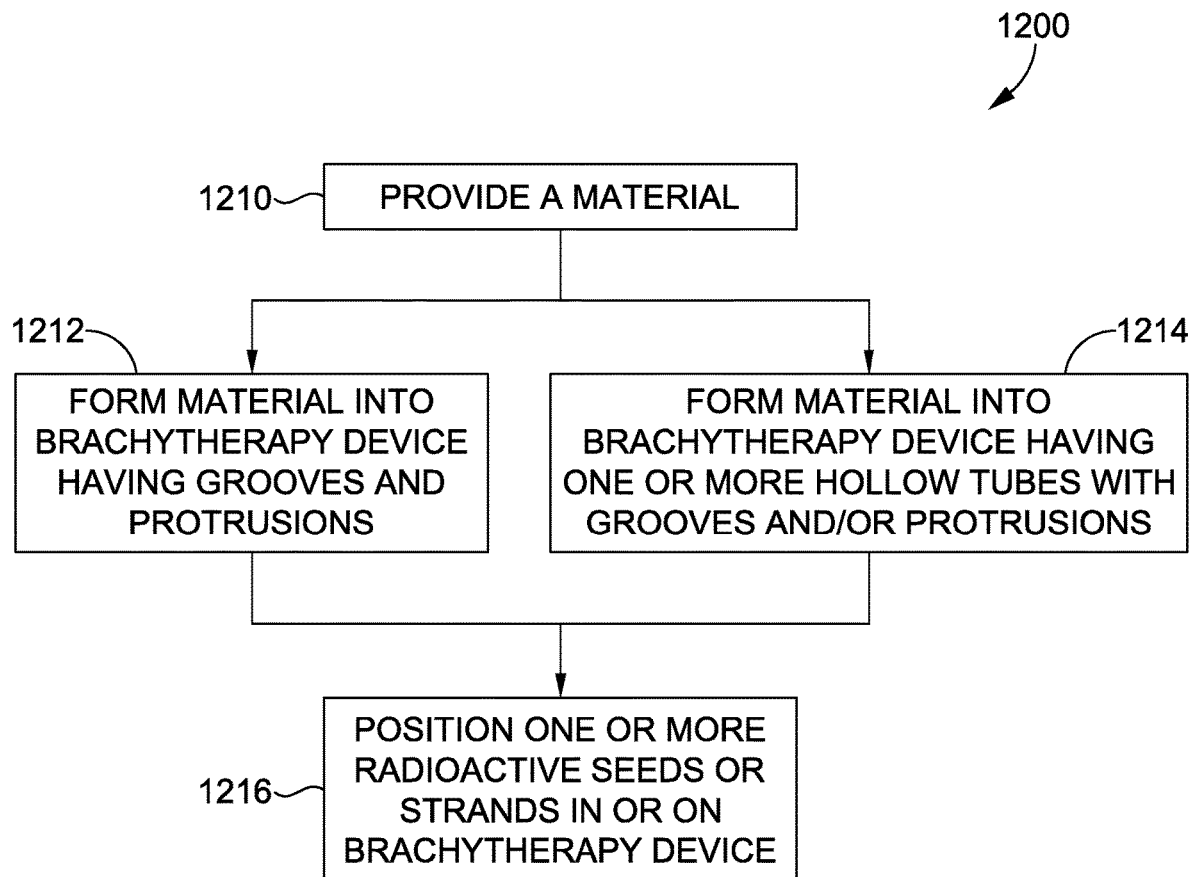 1200
1210
PROVIDE A MATERIAL
1212
1214
FORM MATERIAL INTO
BRACHYTHERAPY DEVICE
HAVING GROOVES AND
PROTRUSIONS
FORM MATERIAL INTO
BRACHYTHERAPY DEVICE HAVING
ONE OR MORE HOLLOW TUBES WITH
GROOVES AND/OR PROTRUSIONS
1216
POSITION ONE OR MORE
RADIOACTIVE SEEDS OR
STRANDS IN OR ON
BRACHYTHERAPY DEVICE